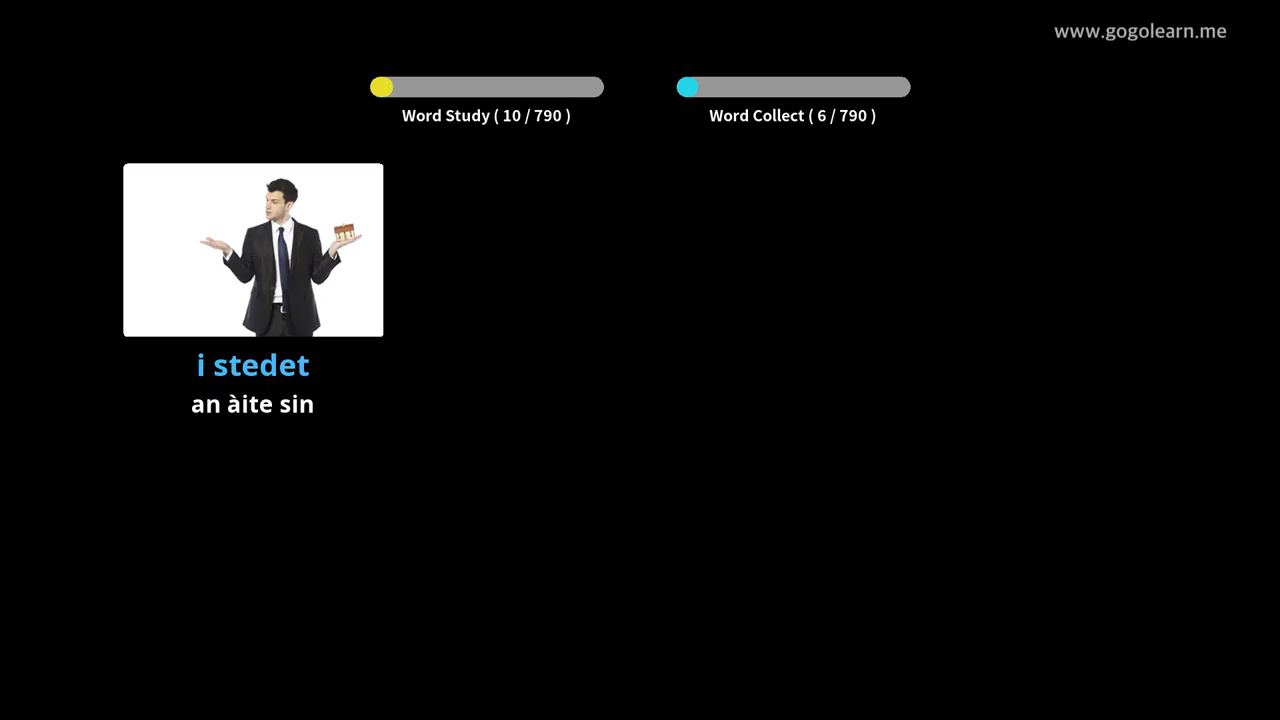 www.gogolearn.me
Word Study ( 10 / 790 )
Word Collect ( 6 / 790 )
i stedet
an àite sin